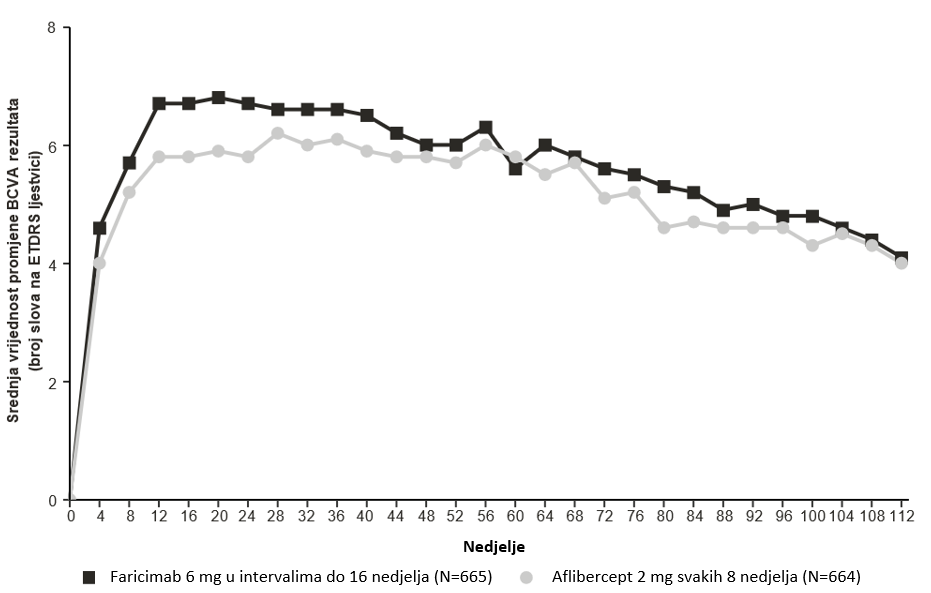 Srednja vrijednost promjene BCVA rezultata
(broj slova na ETDRS ljestvici)
8
6
4
2
0
0 4 8 12 16 20 24 28 32 36 40 44 48 52 56 60 64 68 72 76 80 84 88 92 96 100 104 108 112
Nedjelje
Faricimab 6 mg u intervalima do 16 nedjelja (N=665) Aflibercept 2 mg svakih 8 nedjelja (N=664)